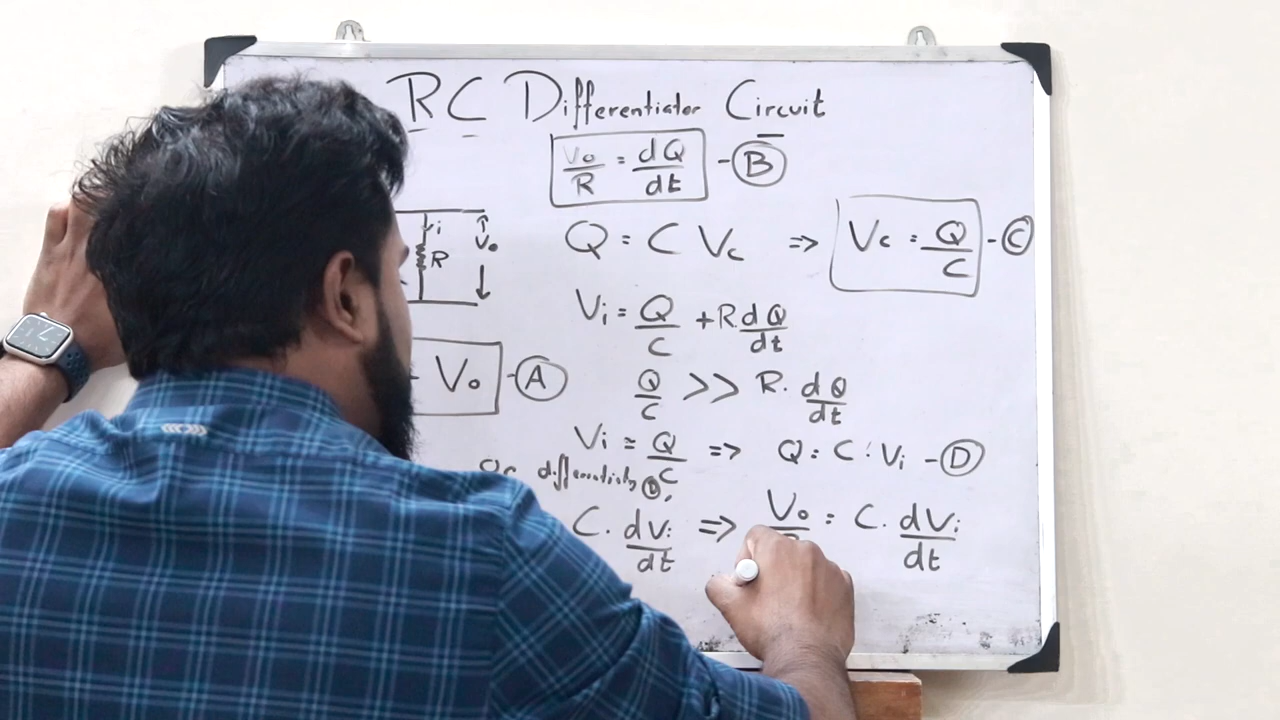 RC Differentiator Circuit
Vo/R = dQ/dt - (B)
Q = C Vc => Vc = Q/C - (C)
i
R
Vo
Vi = Q/C + R.dQ/dt
Vo - (A)
Q/C >> R. dQ/dt
Vi ≅ Q/C => Q = C.Vi - (D)
On differentiating (D),
C. dVi/dt => Vo/R = C. dVi/dt